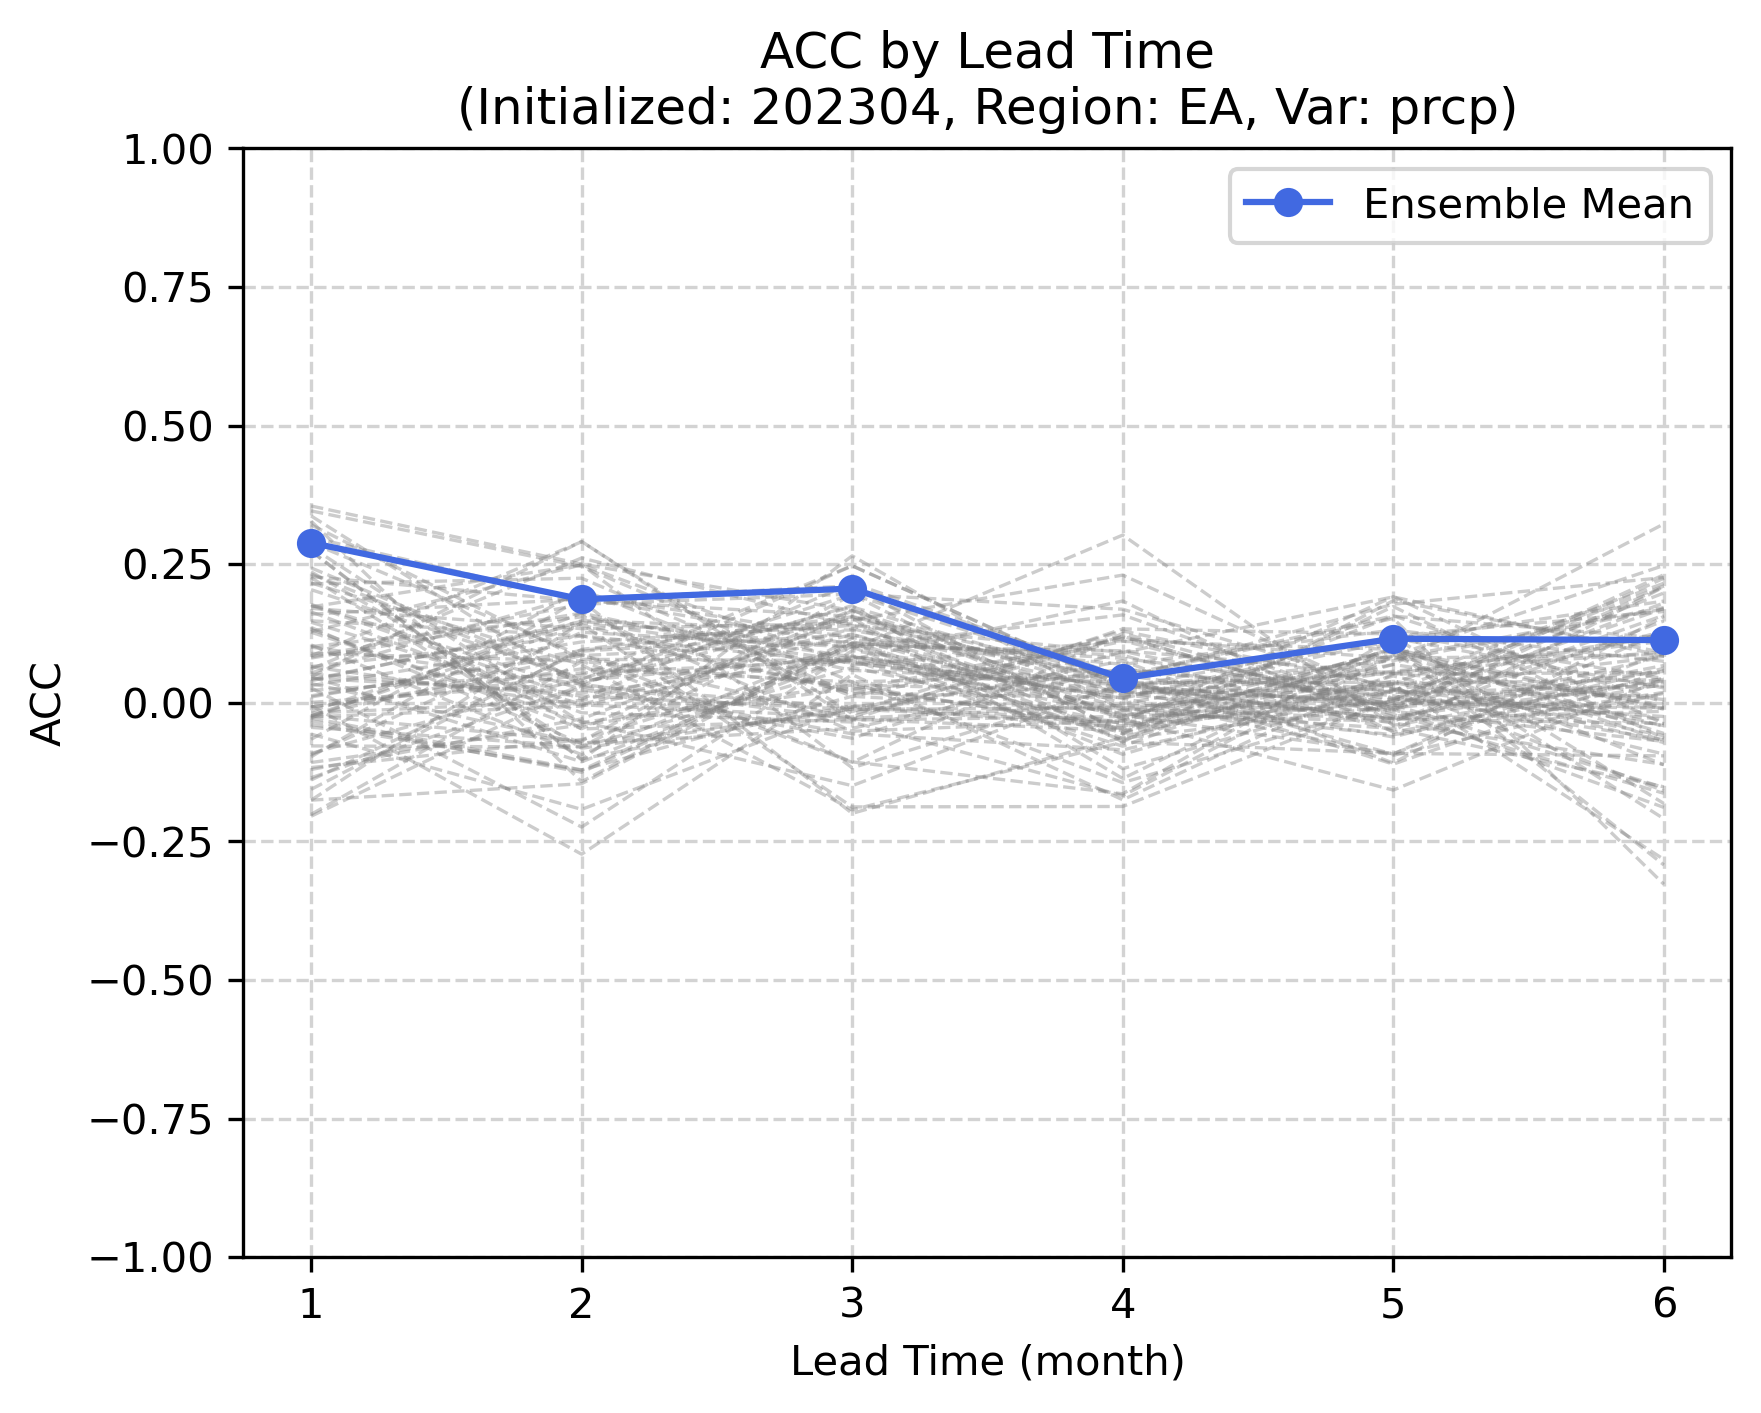 ACC by Lead Time
(Initialized: 202304, Region: EA, Var: prcp)
Ensemble Mean
1.00
0.75
0.50
0.25
0.00
−0.25
−0.50
−0.75
−1.00
ACC
1 2 3 4 5 6
Lead Time (month)